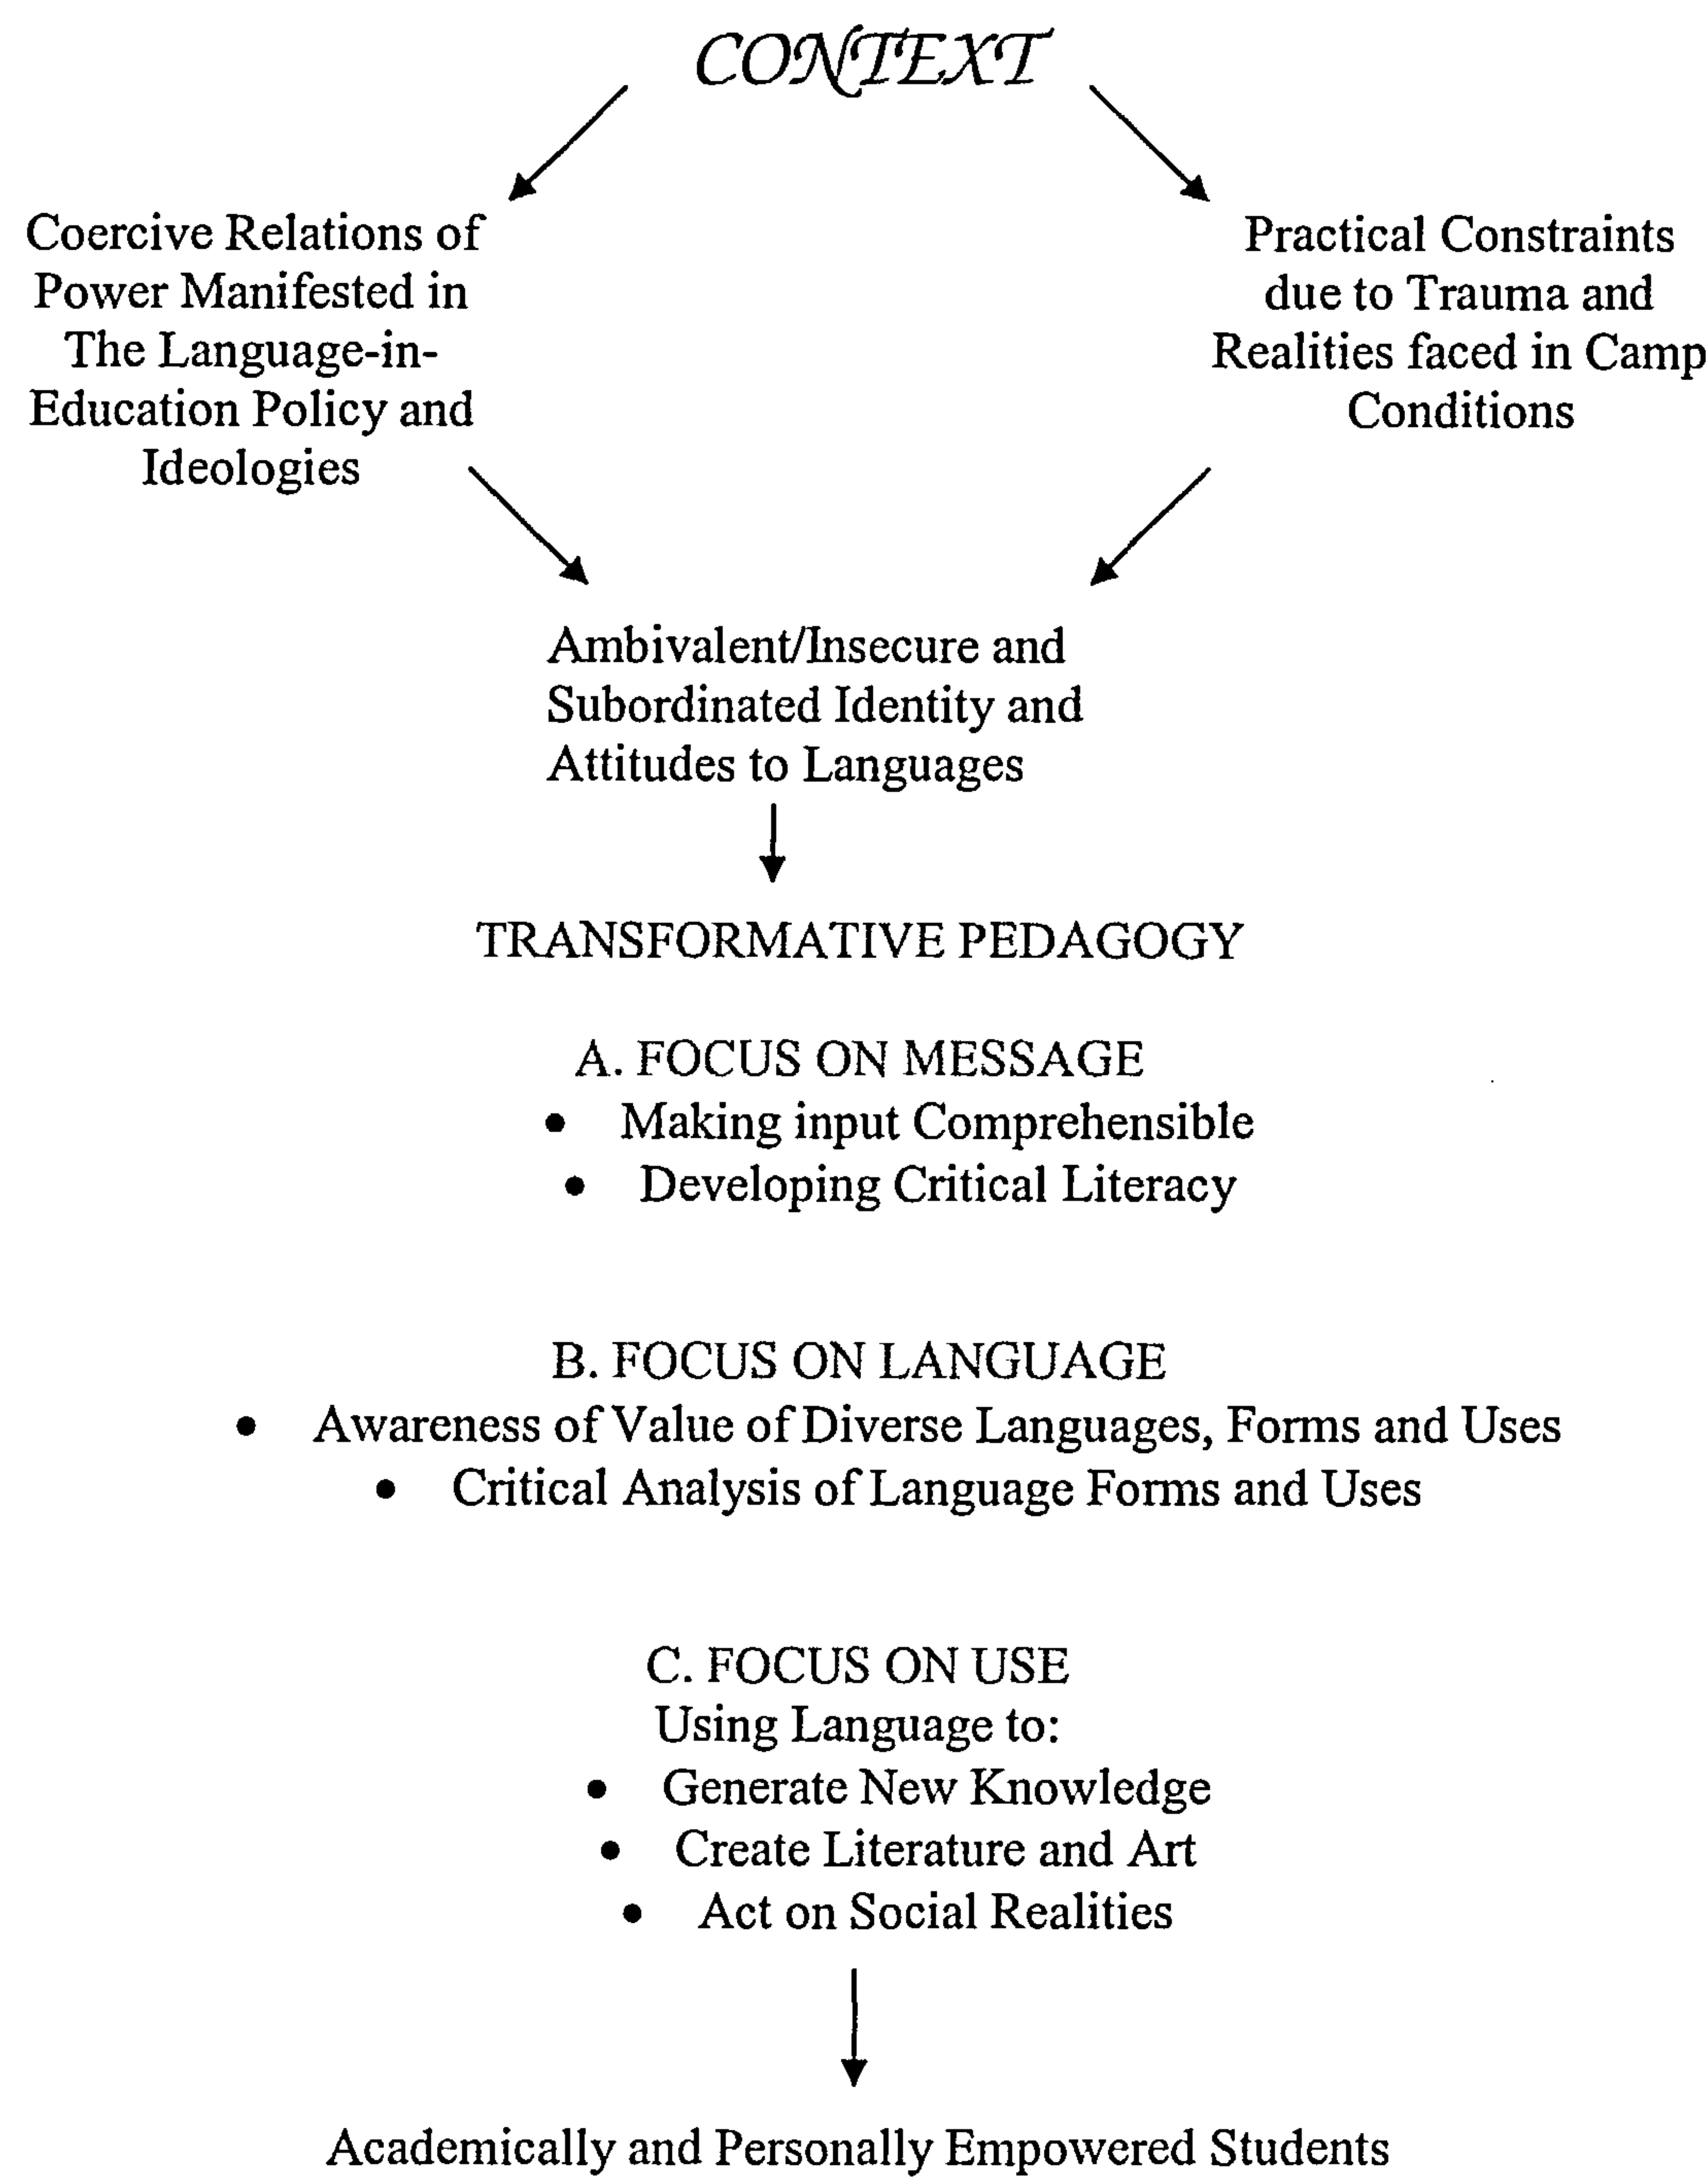 CONTEXT
Coercive Relations of
Power Manifested in
The Language-in-
Education Policy and
Ideologies
Practical Constraints
due to Trauma and
Realities faced in Camp
Conditions
Ambivalent/Insecure and
Subordinated Identity and
Attitudes to Languages
TRANSFORMATIVE PEDAGOGY
A. FOCUS ON MESSAGE
• Making input Comprehensible
• Developing Critical Literacy
B. FOCUS ON LANGUAGE
• Awareness of Value of Diverse Languages, Forms and Uses
• Critical Analysis of Language Forms and Uses
C. FOCUS ON USE
Using Language to:
• Generate New Knowledge
• Create Literature and Art
• Act on Social Realities
Academically and Personally Empowered Students